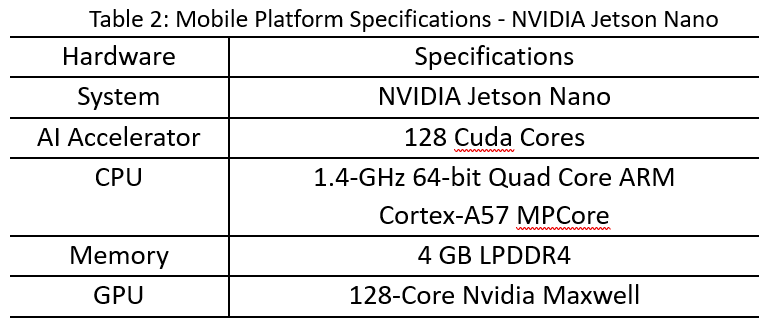 Table 2: Mobile Platform Specifications - NVIDIA Jetson Nano
Hardware Specifications
System NVIDIA Jetson Nano
AI Accelerator 128 Cuda Cores
CPU 1.4-GHz 64-bit Quad Core ARM
Cortex-A57 MPCore
Memory 4 GB LPDDR4
GPU 128-Core Nvidia Maxwell